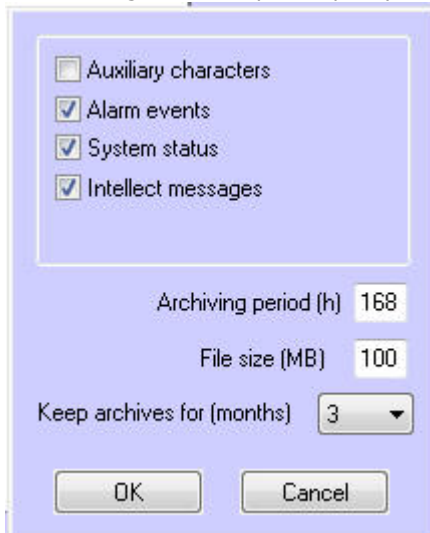 Auxiliary characters
Alarm events
System status
Intellect messages
Archiving period (h) 168
File size (MB) 100
Keep archives for (months) 3
OK Cancel